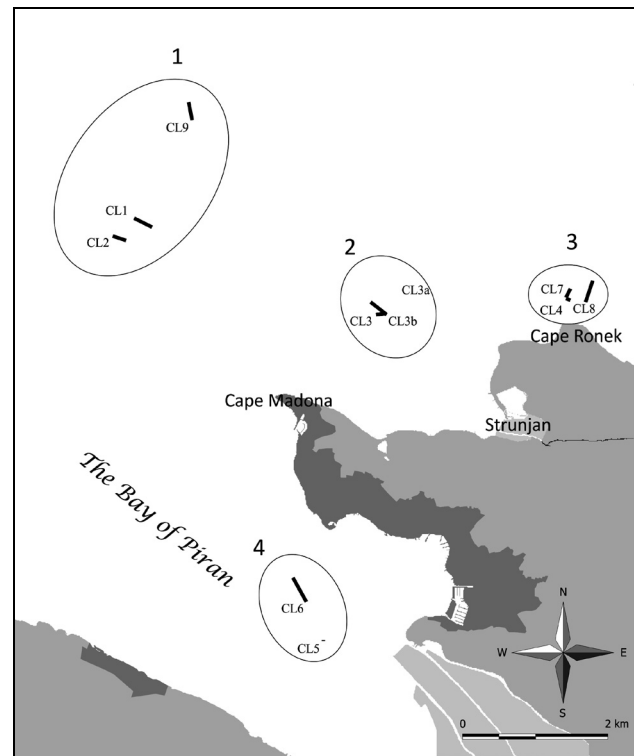 1
CL9
CL1
CL2
2
CL3a
CL3
CL3b
3
CL7
CL4
CL8
Cape Ronek
Cape Madona
Strunjan
The Bay of Piran
4
CL6
CL5
N
W
E
S
0
2 km